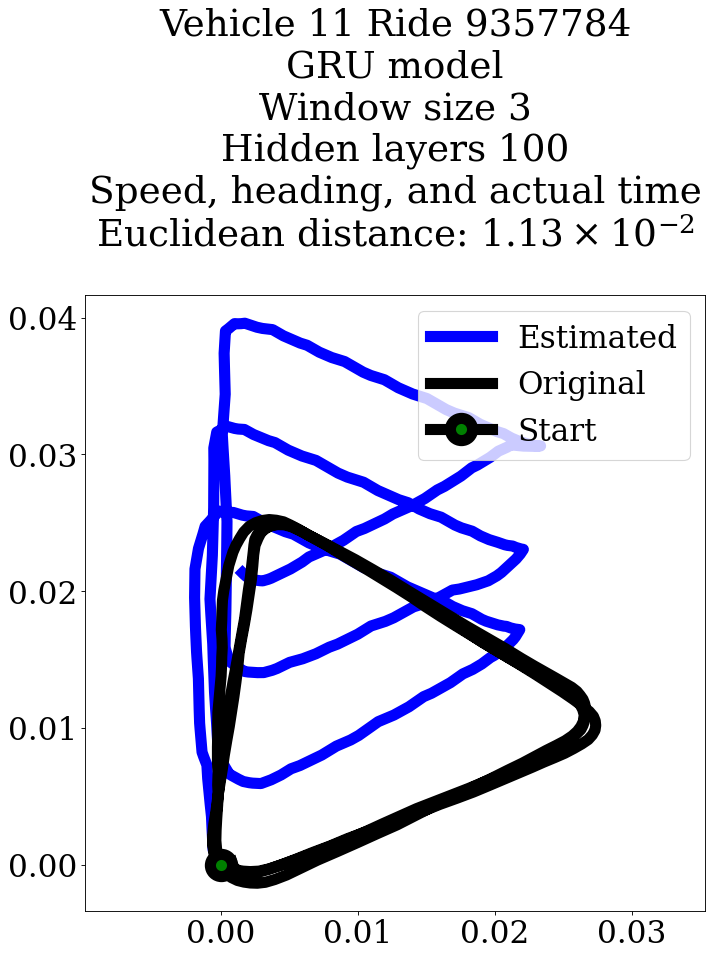 Vehicle 11 Ride 9357784
GRU model
Window size 3
Hidden layers 100
Speed, heading, and actual time
Euclidean distance: 1.13 × 10⁻²
Estimated
Original
Start
0.04
0.03
0.02
0.01
0.00
0.00 0.01 0.02 0.03